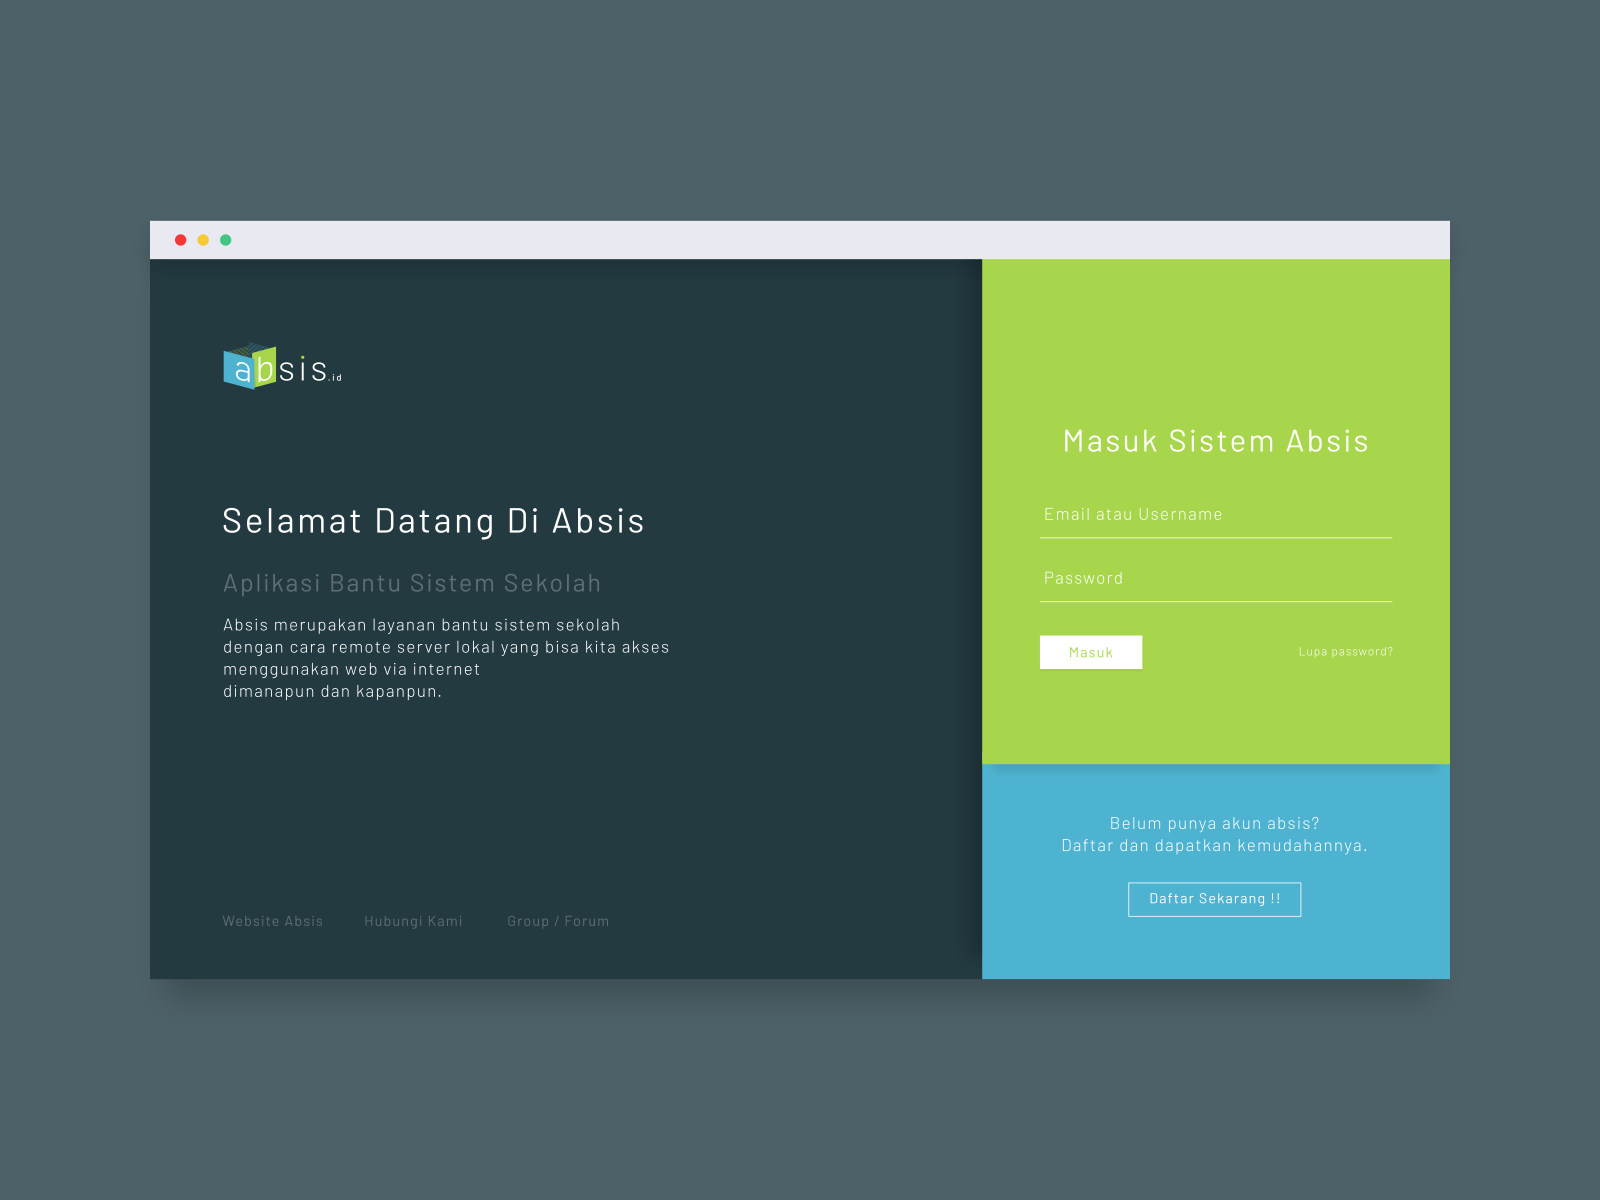 absis.id
Selamat Datang Di Absis
Aplikasi Bantu Sistem Sekolah
Absis merupakan layanan bantu sistem sekolah
dengan cara remote server lokal yang bisa kita akses
menggunakan web via internet
dimanapun dan kapanpun.
Website Absis
Hubungi Kami
Group / Forum
Masuk Sistem Absis
Email atau Username
Password
Masuk
Lupa password?
Belum punya akun absis?
Daftar dan dapatkan kemudahannya.
Daftar Sekarang !!